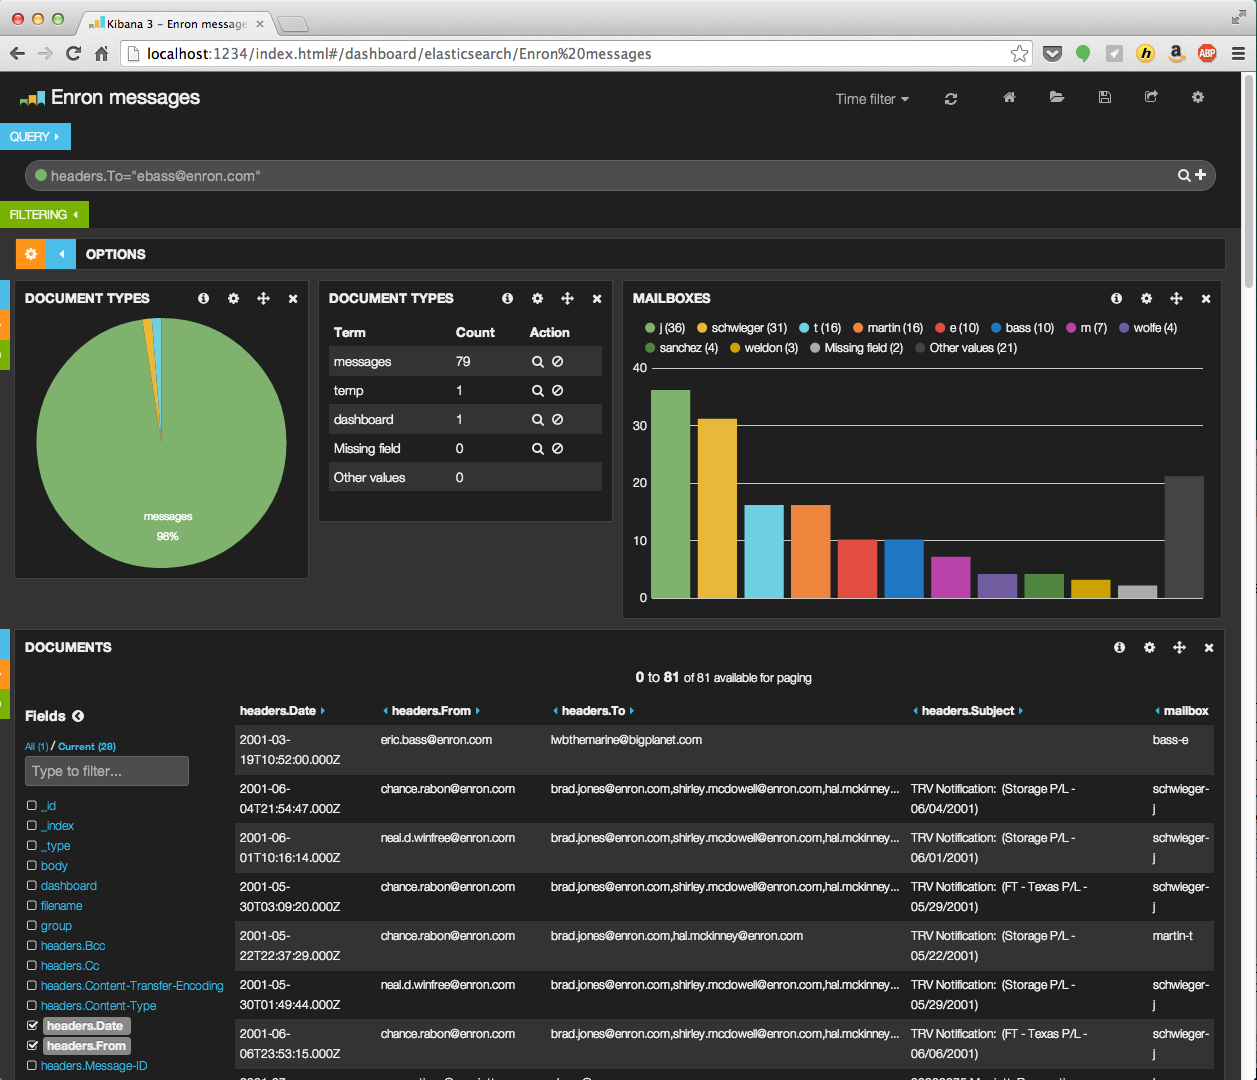 Kibana 3 - Enron message
localhost:1234/index.html#/dashboard/elasticsearch/Enron%20messages
h
a
ABP
Enron messages
Time filter
QUERY
headers.To="ebass@enron.com"
FILTERING
OPTIONS
DOCUMENT TYPES
messages
98%
DOCUMENT TYPES
Term Count Action
messages 79
temp 1
dashboard 1
Missing field 0
Other values 0
MAILBOXES
j (36) schwieger (31) t (16) martin (16) e (10) bass (10) m (7) wolfe (4)
sanchez (4) weldon (3) Missing field (2) Other values (21)
40
30
20
10
0
DOCUMENTS
0 to 81 of 81 available for paging
Fields
All (1) / Current (28)
Type to filter...
_id
_index
_type
body
dashboard
filename
group
headers.Bcc
headers.Cc
headers.Content-Transfer-Encoding
headers.Content-Type
headers.Date
headers.From
headers.Message-ID
headers.Date headers.From headers.To headers.Subject mailbox
2001-03- eric.bass@enron.com lwbthemarine@bigplanet.com bass-e
19T10:52:00.000Z
2001-06- chance.rabon@enron.com brad.jones@enron.com,shirley.mcdowell@enron.com,hal.mckinney... TRV Notification: (Storage P/L - schwieger-
04T21:54:47.000Z 06/04/2001) j
2001-06- neal.d.winfree@enron.com brad.jones@enron.com,shirley.mcdowell@enron.com,hal.mckinney... TRV Notification: (Storage P/L - schwieger-
01T10:16:14.000Z 06/01/2001) j
2001-05- chance.rabon@enron.com brad.jones@enron.com,shirley.mcdowell@enron.com,hal.mckinney... TRV Notification: (FT - Texas P/L - schwieger-
30T03:09:20.000Z 05/29/2001) j
2001-05- chance.rabon@enron.com brad.jones@enron.com,hal.mckinney@enron.com TRV Notification: (Storage P/L - martin-t
22T22:37:29.000Z 05/22/2001)
2001-05- neal.d.winfree@enron.com brad.jones@enron.com,shirley.mcdowell@enron.com,hal.mckinney... TRV Notification: (Storage P/L - schwieger-
30T01:49:44.000Z 05/29/2001) j
2001-06- chance.rabon@enron.com brad.jones@enron.com,shirley.mcdowell@enron.com,hal.mckinney... TRV Notification: (FT - Texas P/L - schwieger-
06T23:53:15.000Z 06/06/2001) j